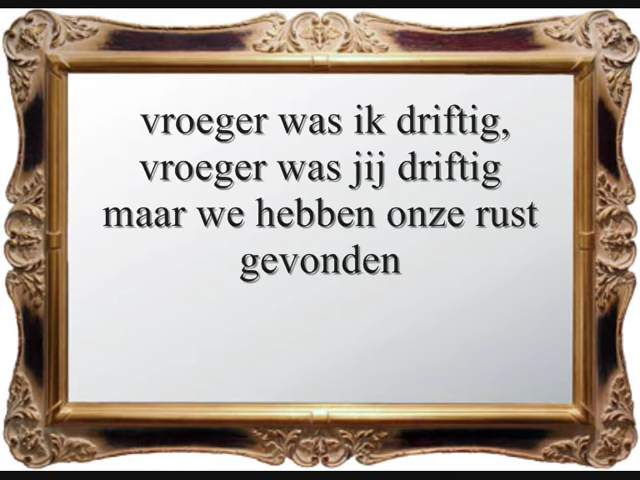 vroeger was ik driftig,
vroeger was jij driftig
maar we hebben onze rust
gevonden